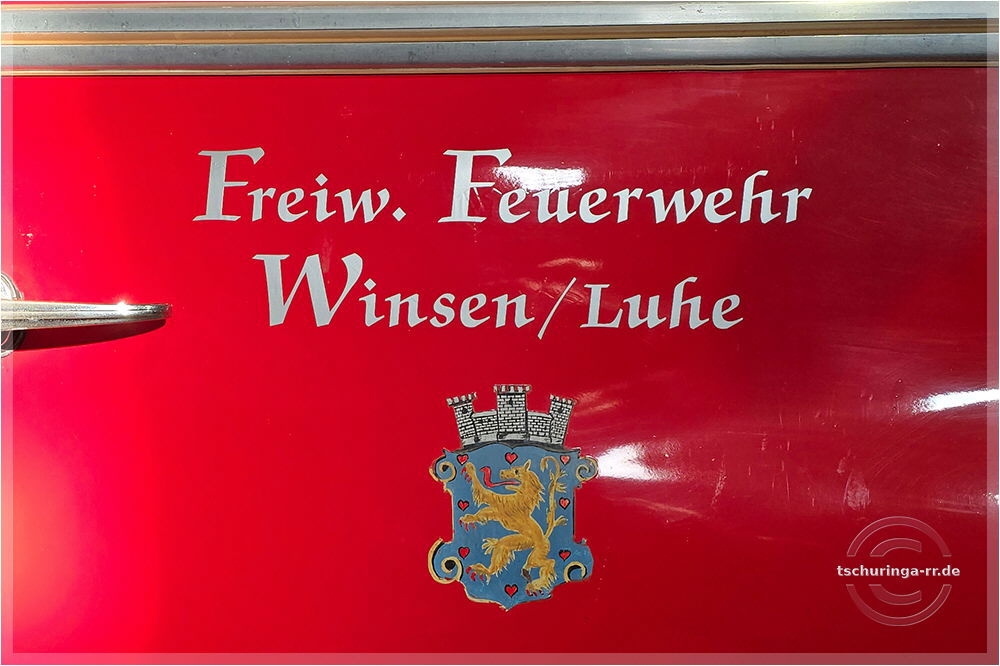 Freiw. Feuerwehr
Winsen/Luhe
tschuringa-rr.de